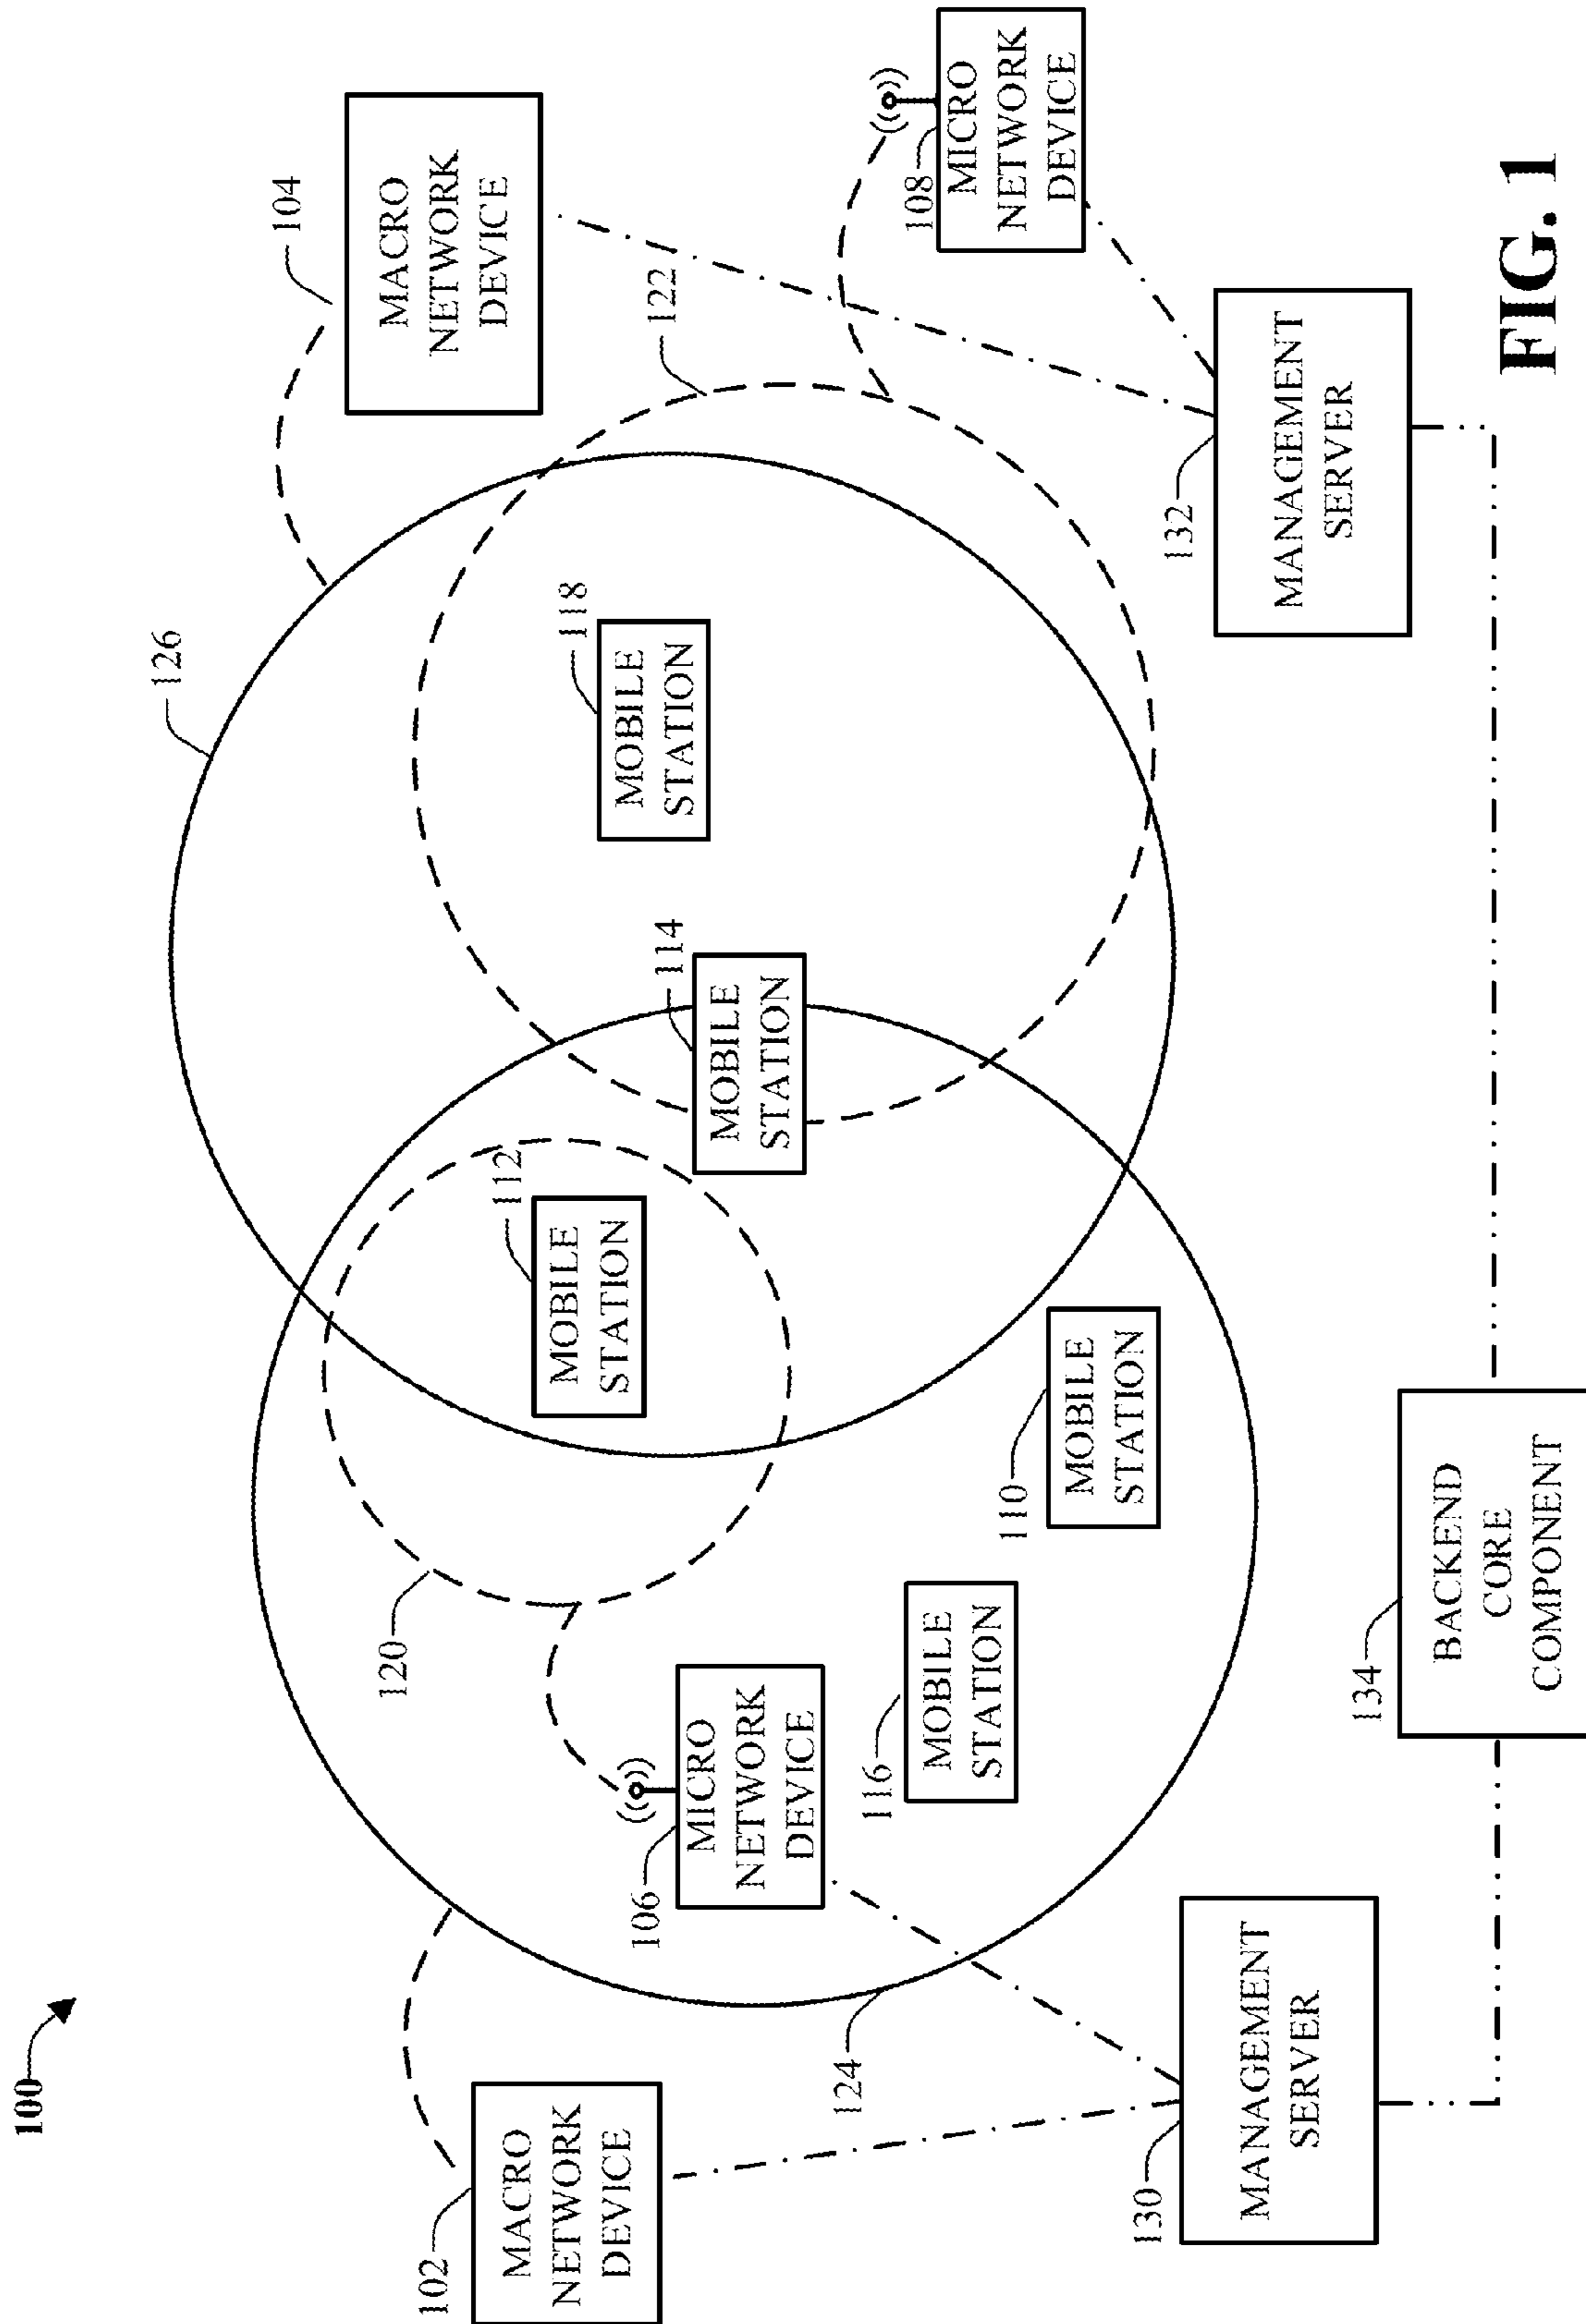 100
126
104
MACRO
NETWORK
DEVICE
102
MACRO
NETWORK
DEVICE
120
112
MOBILE
STATION
118
MOBILE
STATION
122
114
MOBILE
STATION
106
MICRO
NETWORK
DEVICE
108
MICRO
NETWORK
DEVICE
116
MOBILE
STATION
110
MOBILE
STATION
124
130
MANAGEMENT
SERVER
132
MANAGEMENT
SERVER
134
BACKEND
CORE
COMPONENT
FIG. 1